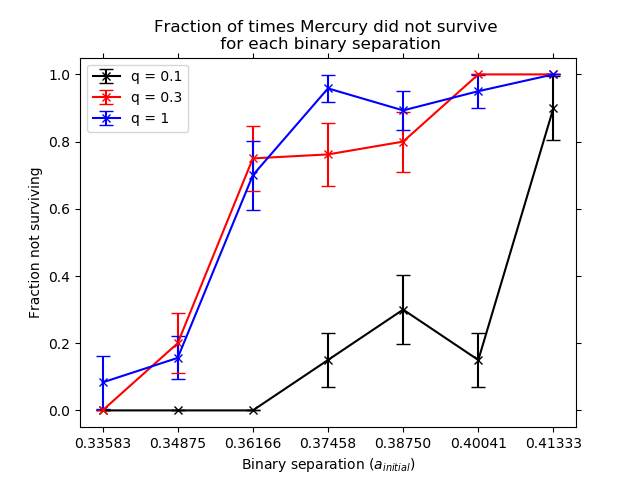 Fraction of times Mercury did not survive
for each binary separation
q = 0.1
q = 0.3
q = 1
Fraction not surviving
1.0
0.8
0.6
0.4
0.2
0.0
0.33583 0.34875 0.36166 0.37458 0.38750 0.40041 0.41333
Binary separation (a_initial)